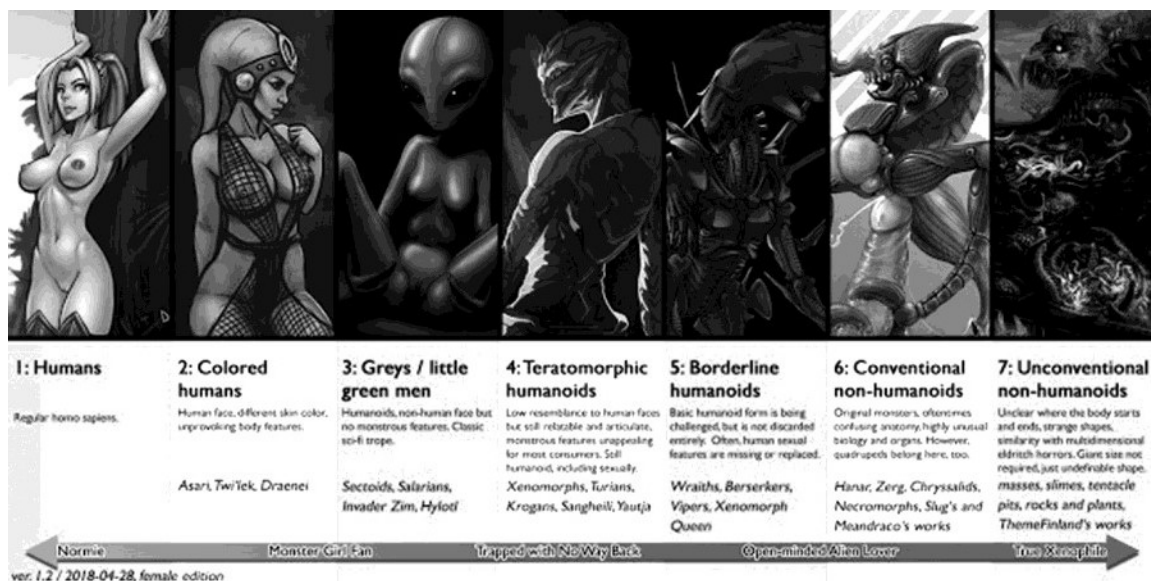 1: Humans
Regular homo sapiens.
2: Colored
humans
Human face, different skin color,
unprovoking body features.
Asari, Twi'lek, Draenei
3: Greys / little
green men
Humanoids, non-human face but
no monstrous features. Classic
sci-fi trope.
Sectoids, Salarians,
Invader Zim, Hylotl
4: Teratomorphic
humanoids
Low resemblance to human faces
but still relatable and articulate,
monstrous features unappealing
for most consumers. Still
humanoid, including sexually.
Xenomorphs, Turians,
Krogans, Sangheili, Yautja
5: Borderline
humanoids
Basic humanoid form is being
challenged, but is not discarded
entirely. Often, human sexual
features are missing or replaced.
Wraiths, Berserkers,
Vipers, Xenomorph
Queen
6: Conventional
non-humanoids
Original monsters, oftentimes
confusing anatomy, highly unusual
biology and organs. However,
quadrupeds belong here, too.
Hanar, Zerg, Chryssalids,
Necromorphs, Slug's and
Meandraco's works
7: Unconventional
non-humanoids
Unclear where the body starts
and ends, strange shapes,
similarity with multidimensional
eldritch horrors. Giant size not
required, just undefinable shape.
masses, slimes, tentacle
pits, rocks and plants,
ThemeFinland's works
Normie
Monster Girl Fan
Trapped with No Way Back
Open-minded Alien Lover
True Xenophile
ver. 1.2 / 2018-04-28, female edition